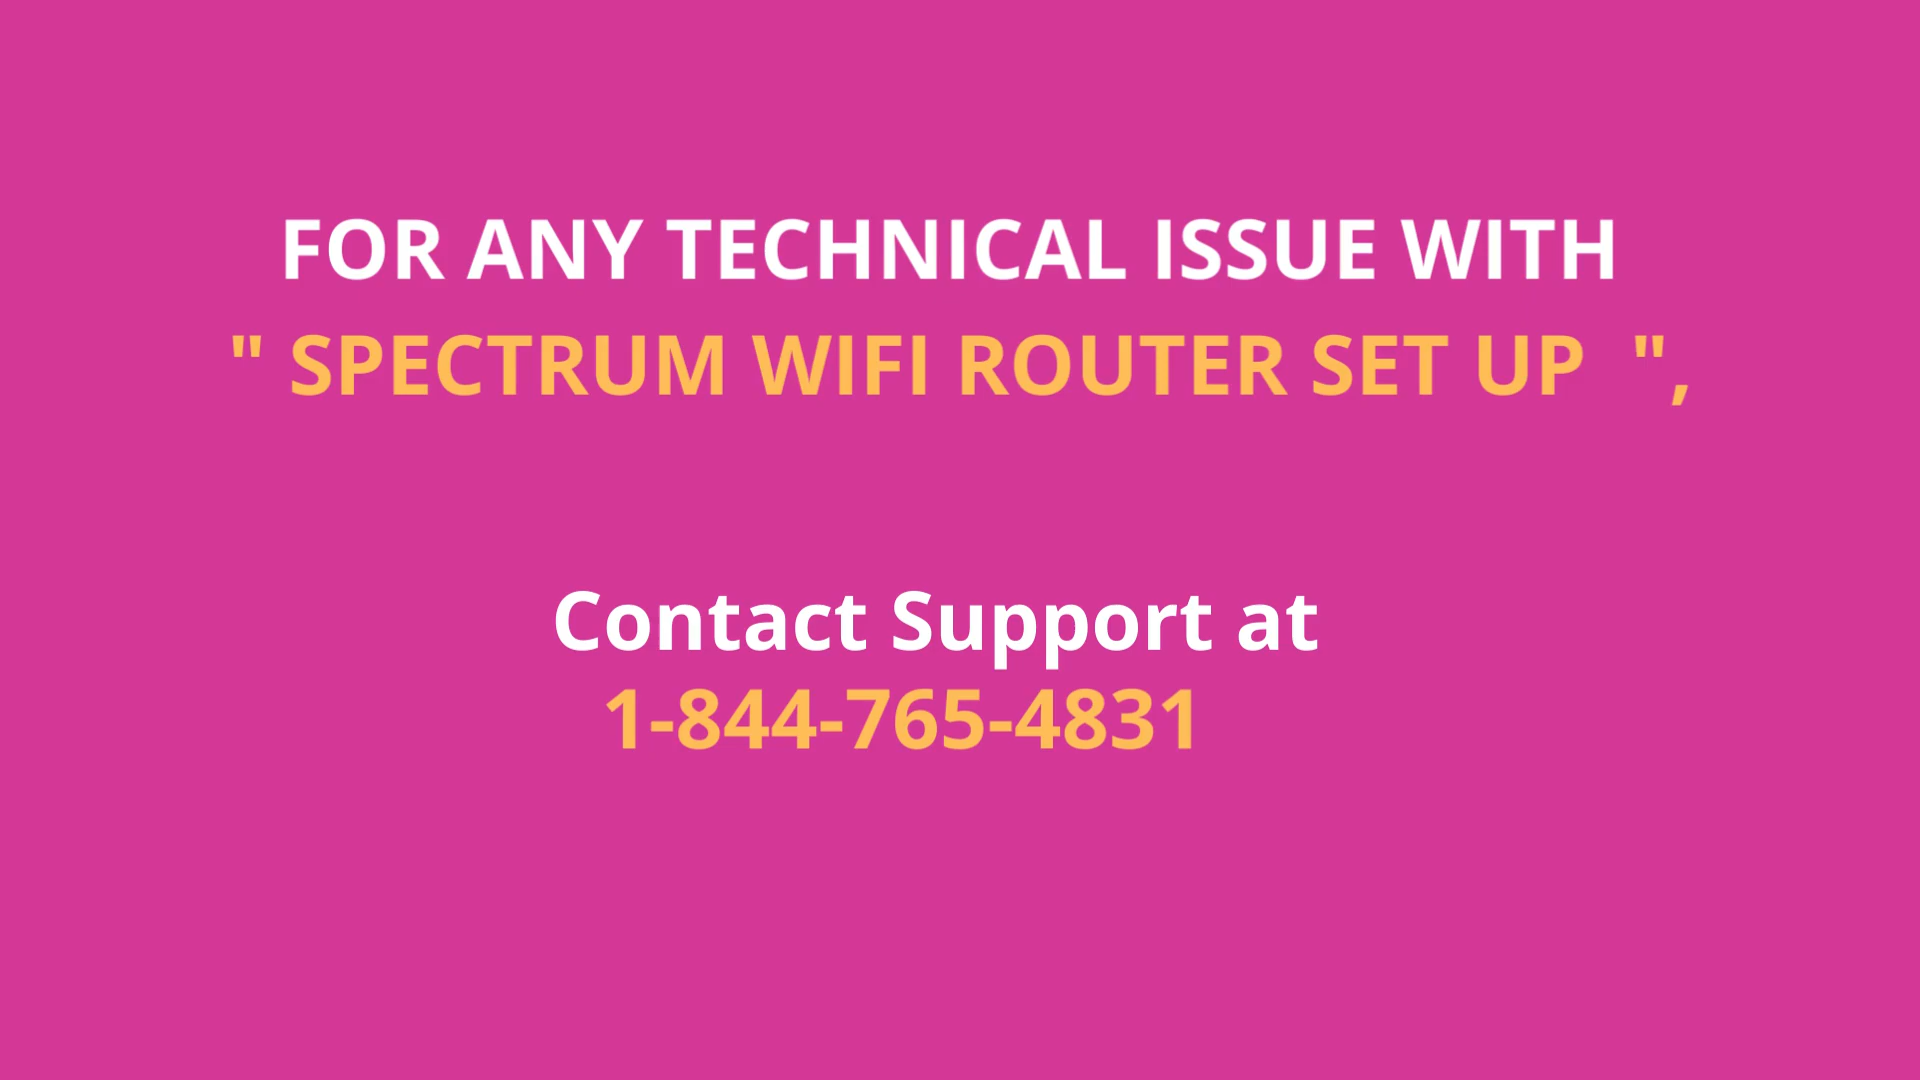 FOR ANY TECHNICAL ISSUE WITH
" SPECTRUM WIFI ROUTER SET UP  ",
Contact Support at
1-844-765-4831